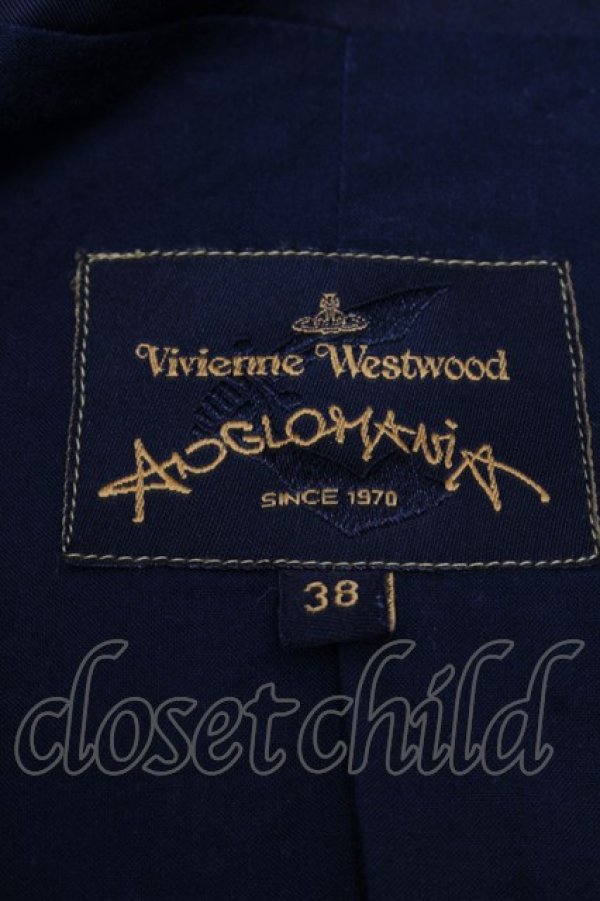 Vivienne Westwood
ANGLOMANIA
SINCE 1970
38
closetchild